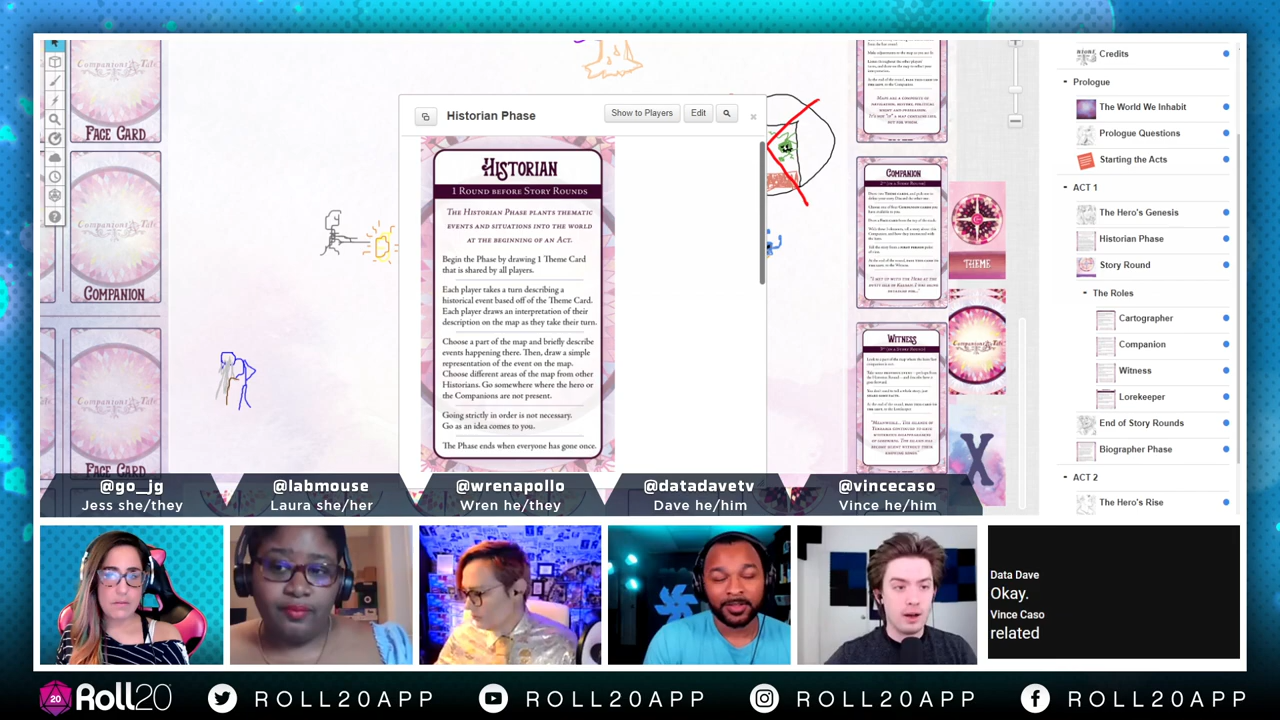 Companion's Tale
FACE CARD
Companion's Tale
COMPANION
Companion's Tale
FACE CARD
Historian Phase
Show to Players
Edit
×
HISTORIAN
1 ROUND BEFORE STORY ROUNDS
THE HISTORIAN PHASE PLANTS THEMATIC
EVENTS AND SITUATIONS INTO THE WORLD
AT THE BEGINNING OF AN ACT.
Begin the Phase by drawing 1 Theme Card
that is shared by all players.
Each player takes a turn describing a
historical event based off of the Theme Card.
Each player draws an interpretation of their
description on the map as they take their turn.
Choose a part of the map and briefly describe
events happening there. Then, draw a simple
representation of the event on the map.
Choose different areas of the map from other
Historians. Go somewhere where the hero or
the Companions are not present.
Going strictly in order is not necessary.
Go as an idea comes to you.
The Phase ends when everyone has gone once.
COMPANION
WITNESS
THEME
Companion's Tale
X
Credits
Prologue
The World We Inhabit
Prologue Questions
Starting the Acts
ACT 1
The Hero's Genesis
Historian Phase
Story Round
The Roles
Cartographer
Companion
Witness
Lorekeeper
End of Story Rounds
Biographer Phase
ACT 2
The Hero's Rise
@go_jg
Jess she/they
@labmouse
Laura she/her
@wrenapollo
Wren he/they
@datadavetv
Dave he/him
@vincecaso
Vince he/him
Data Dave
Okay.
Vince Caso
related
20
Roll20
ROLL20APP
ROLL20APP
ROLL20APP
ROLL20APP